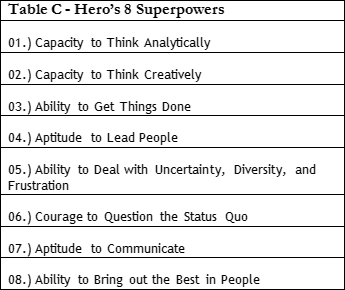 Table C - Hero's 8 Superpowers
01.) Capacity to Think Analytically
02.) Capacity to Think Creatively
03.) Ability to Get Things Done
04.) Aptitude to Lead People
05.) Ability to Deal with Uncertainty, Diversity, and
Frustration
06.) Courage to Question the Status Quo
07.) Aptitude to Communicate
08.) Ability to Bring out the Best in People